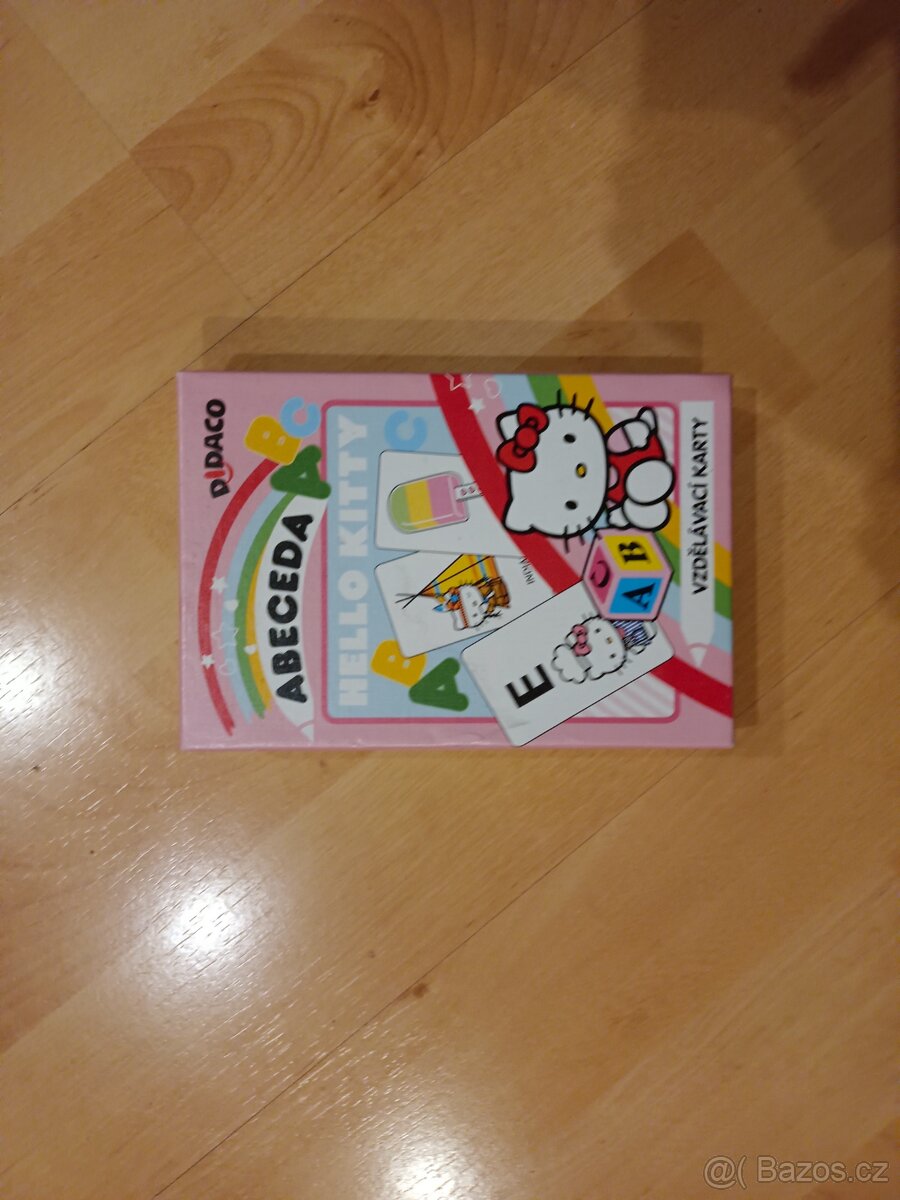 DIDACO
A B C
ABECEDA
HELLO KITTY
C
B
A
E
C
B
A
VZDĚLÁVACÍ KARTY
@( Bazos.cz